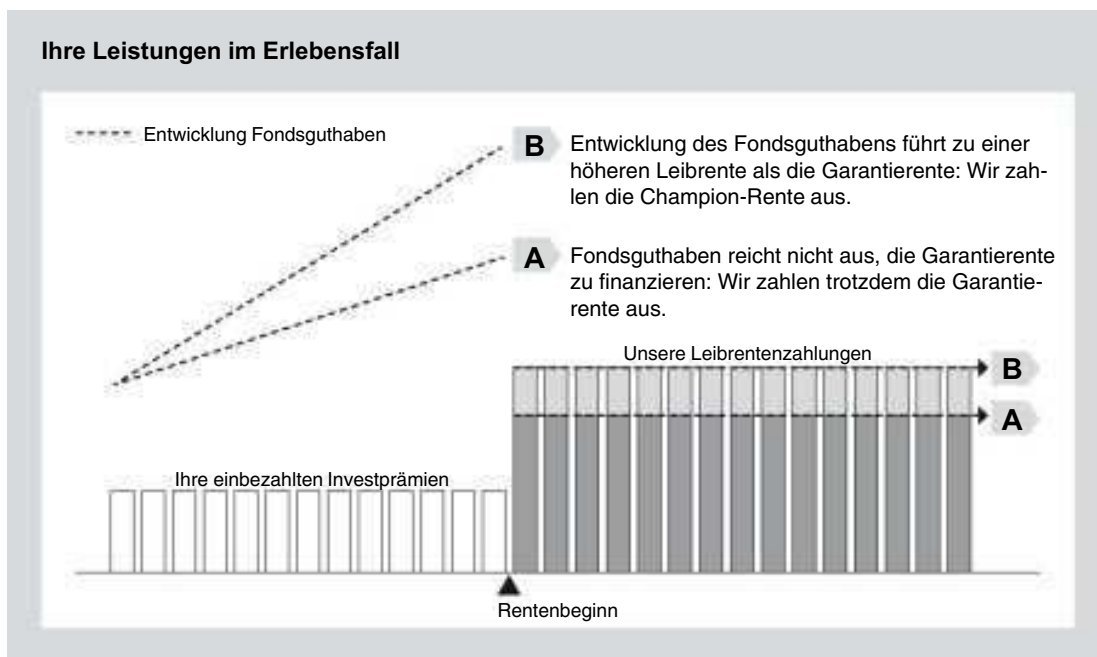 Ihre Leistungen im Erlebensfall
Entwicklung Fondsguthaben
B
Entwicklung des Fondsguthabens führt zu einer
höheren Leibrente als die Garantierente: Wir zah-
len die Champion-Rente aus.
A
Fondsguthaben reicht nicht aus, die Garantierente
zu finanzieren: Wir zahlen trotzdem die Garantie-
rente aus.
Unsere Leibrentenzahlungen
B
A
Ihre einbezahlten Investprämien
Rentenbeginn